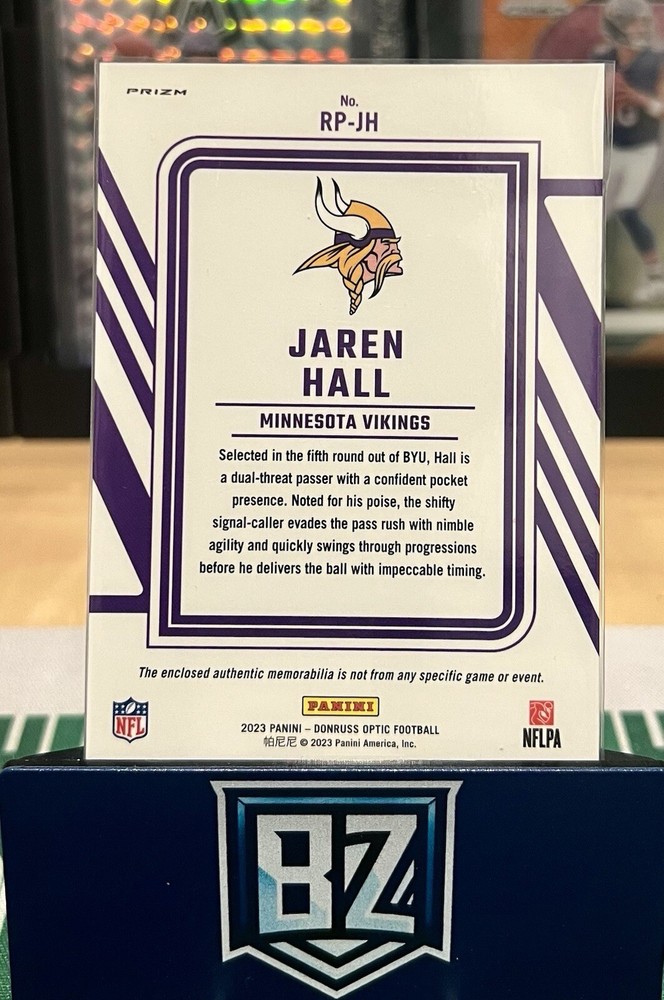 PRIZM
No.
RP-JH
JAREN
HALL
MINNESOTA VIKINGS
Selected in the fifth round out of BYU, Hall is
a dual-threat passer with a confident pocket
presence. Noted for his poise, the shifty
signal-caller evades the pass rush with nimble
agility and quickly swings through progressions
before he delivers the ball with impeccable timing.
The enclosed authentic memorabilia is not from any specific game or event.
NFL
PANINI
2023 PANINI – DONRUSS OPTIC FOOTBALL
帕尼尼 © 2023 Panini America, Inc.
NFLPA
BZ